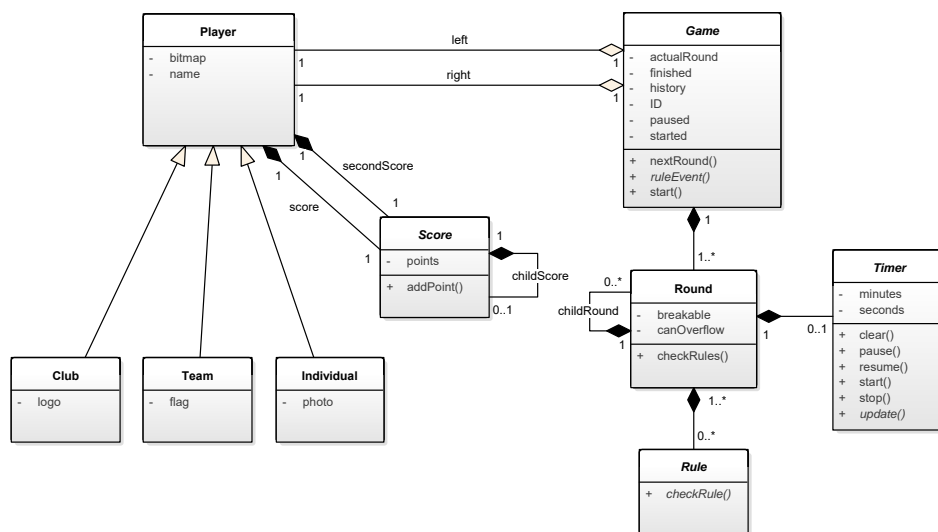 Player
- bitmap
- name
left
1
1
right
1
1
Game
- actualRound
- finished
- history
- ID
- paused
- started
+ nextRound()
+ ruleEvent()
+ start()
1
secondScore
1
1
score
1
Score
- points
+ addPoint()
1
childScore
0..1
1
1..*
Round
- breakable
- canOverflow
+ checkRules()
0..*
childRound
1
1
0..1
Timer
- minutes
- seconds
+ clear()
+ pause()
+ resume()
+ start()
+ stop()
+ update()
Club
- logo
Team
- flag
Individual
- photo
1..*
0..*
Rule
+ checkRule()